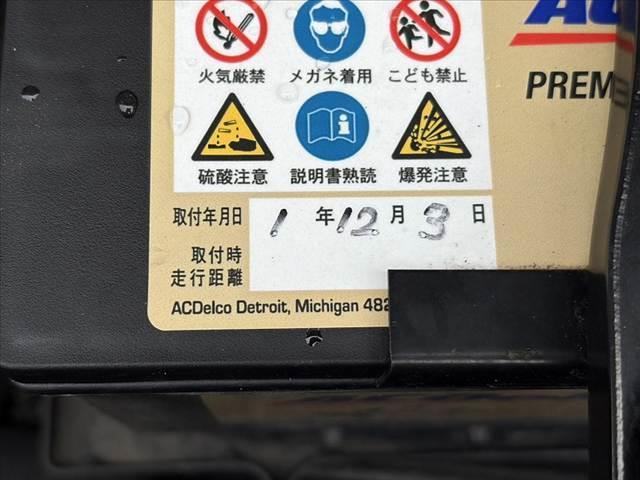 火気厳禁 メガネ着用 こども禁止
PREM
硫酸注意 説明書熟読 爆発注意
取付年月日 1 年 12 月 3 日
取付時
走行距離
ACDelco Detroit, Michigan 482